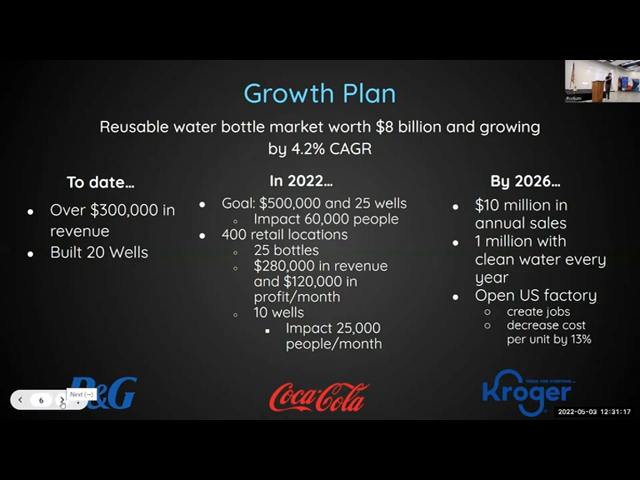 Growth Plan
Reusable water bottle market worth $8 billion and growing
by 4.2% CAGR
To date...
Over $300,000 in
revenue
Built 20 Wells
In 2022...
Goal: $500,000 and 25 wells
Impact 60,000 people
400 retail locations
25 bottles
$280,000 in revenue
and $120,000 in
profit/month
10 wells
Impact 25,000
people/month
By 2026...
$10 million in
annual sales
1 million with
clean water every
year
Open US factory
create jobs
decrease cost
per unit by 13%
P&G
Coca-Cola
Kroger
6
Next (→)
2022-05-03 12:31:17